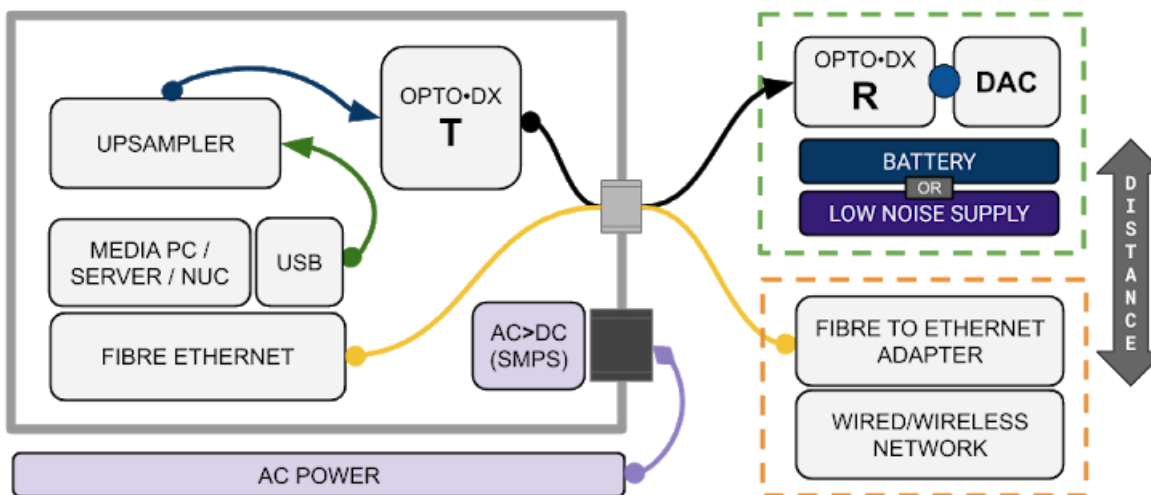 OPTO•DX
T
UPSAMPLER
MEDIA PC /
SERVER / NUC
USB
FIBRE ETHERNET
AC>DC
(SMPS)
AC POWER
OPTO•DX
R
DAC
BATTERY
OR
LOW NOISE SUPPLY
FIBRE TO ETHERNET
ADAPTER
WIRED/WIRELESS
NETWORK
DISTANCE